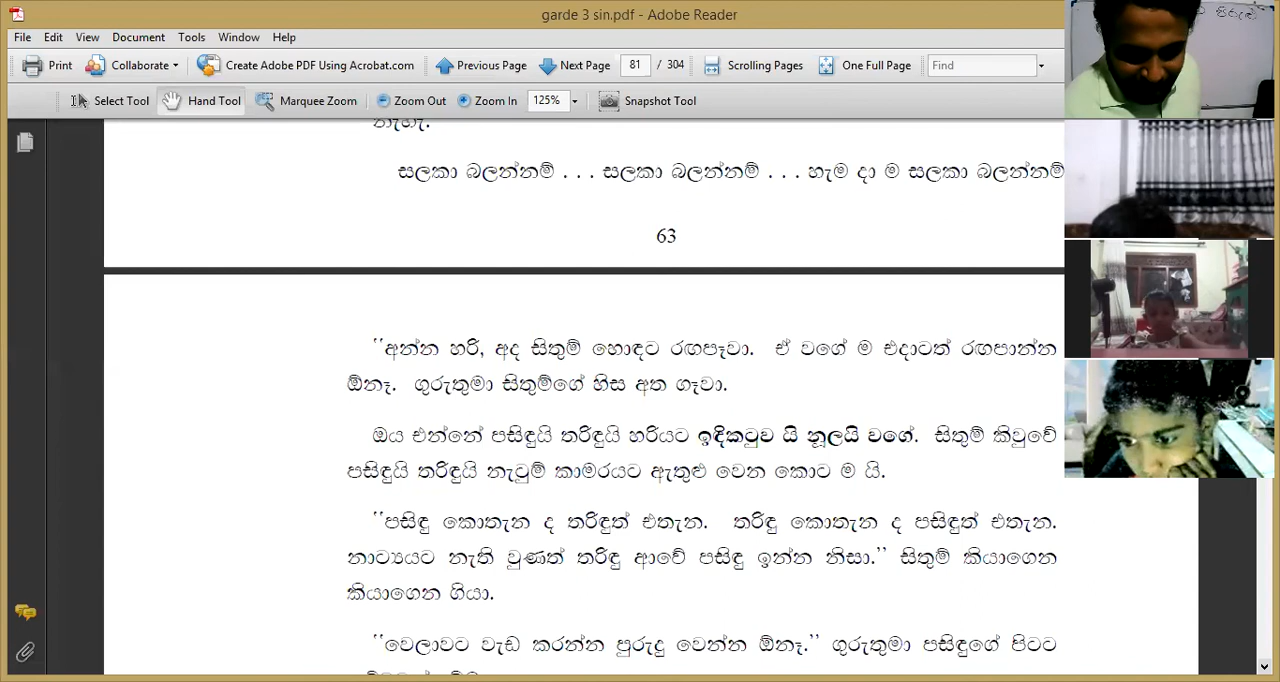 garde 3 sin.pdf - Adobe Reader
File Edit View Document Tools Window Help
Print Collaborate Create Adobe PDF Using Acrobat.com Previous Page Next Page 81 / 304 Scrolling Pages One Full Page Find
Select Tool Hand Tool Marquee Zoom Zoom Out Zoom In 125% Snapshot Tool
නැහැ.
සලකා බලන්නම් . . . සලකා බලන්නම් . . . හැම දා ම සලකා බලන්නම්
63
‘‘අන්න හරි, අද සිතුම් හොඳට රඟපෑවා. ඒ වගේ ම එදාටත් රඟපාන්න
ඕනෑ. ගුරුතුමා සිතුම්ගේ හිස අත ගෑවා.
ඔය එන්නේ පසිඳුයි තරිඳුයි හරියට ඉඳිකටුව යි නූලයි වගේ. සිතුම් කිවුවේ
පසිඳුයි තරිඳුයි නැටුම් කාමරයට ඇතුළු වෙන කොට ම යි.
‘‘පසිඳු කොතැන ද තරිඳුත් එතැන. තරිඳු කොතැන ද පසිඳුත් එතැන.
නාට්‍යයට නැති වුණත් තරිඳු ආවේ පසිඳු ඉන්න නිසා.’’ සිතුම් කියාගෙන
කියාගෙන ගියා.
‘‘වෙලාවට වැඩ කරන්න පුරුදු වෙන්න ඕනෑ.’’ ගුරුතුමා පසිඳුගේ පිටට